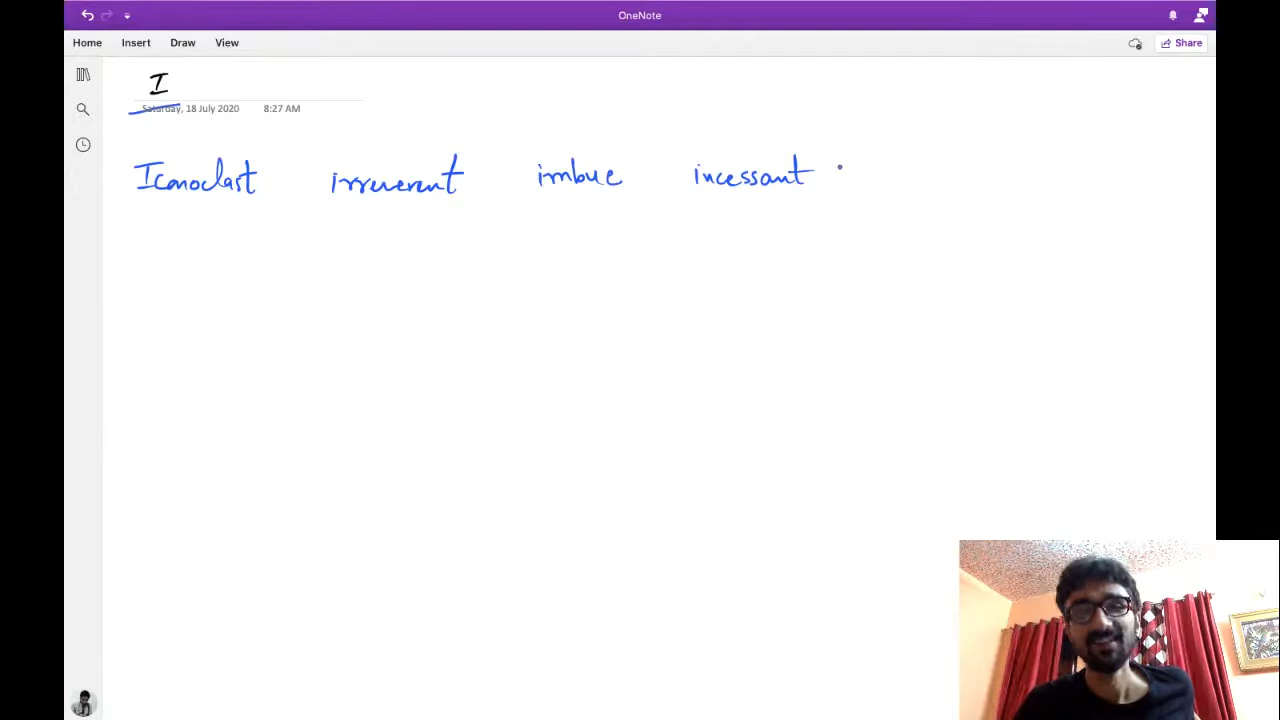 OneNote
Home Insert Draw View Share
I
Saturday, 18 July 2020 8:27 AM
Iconoclast irreverent imbue incessant